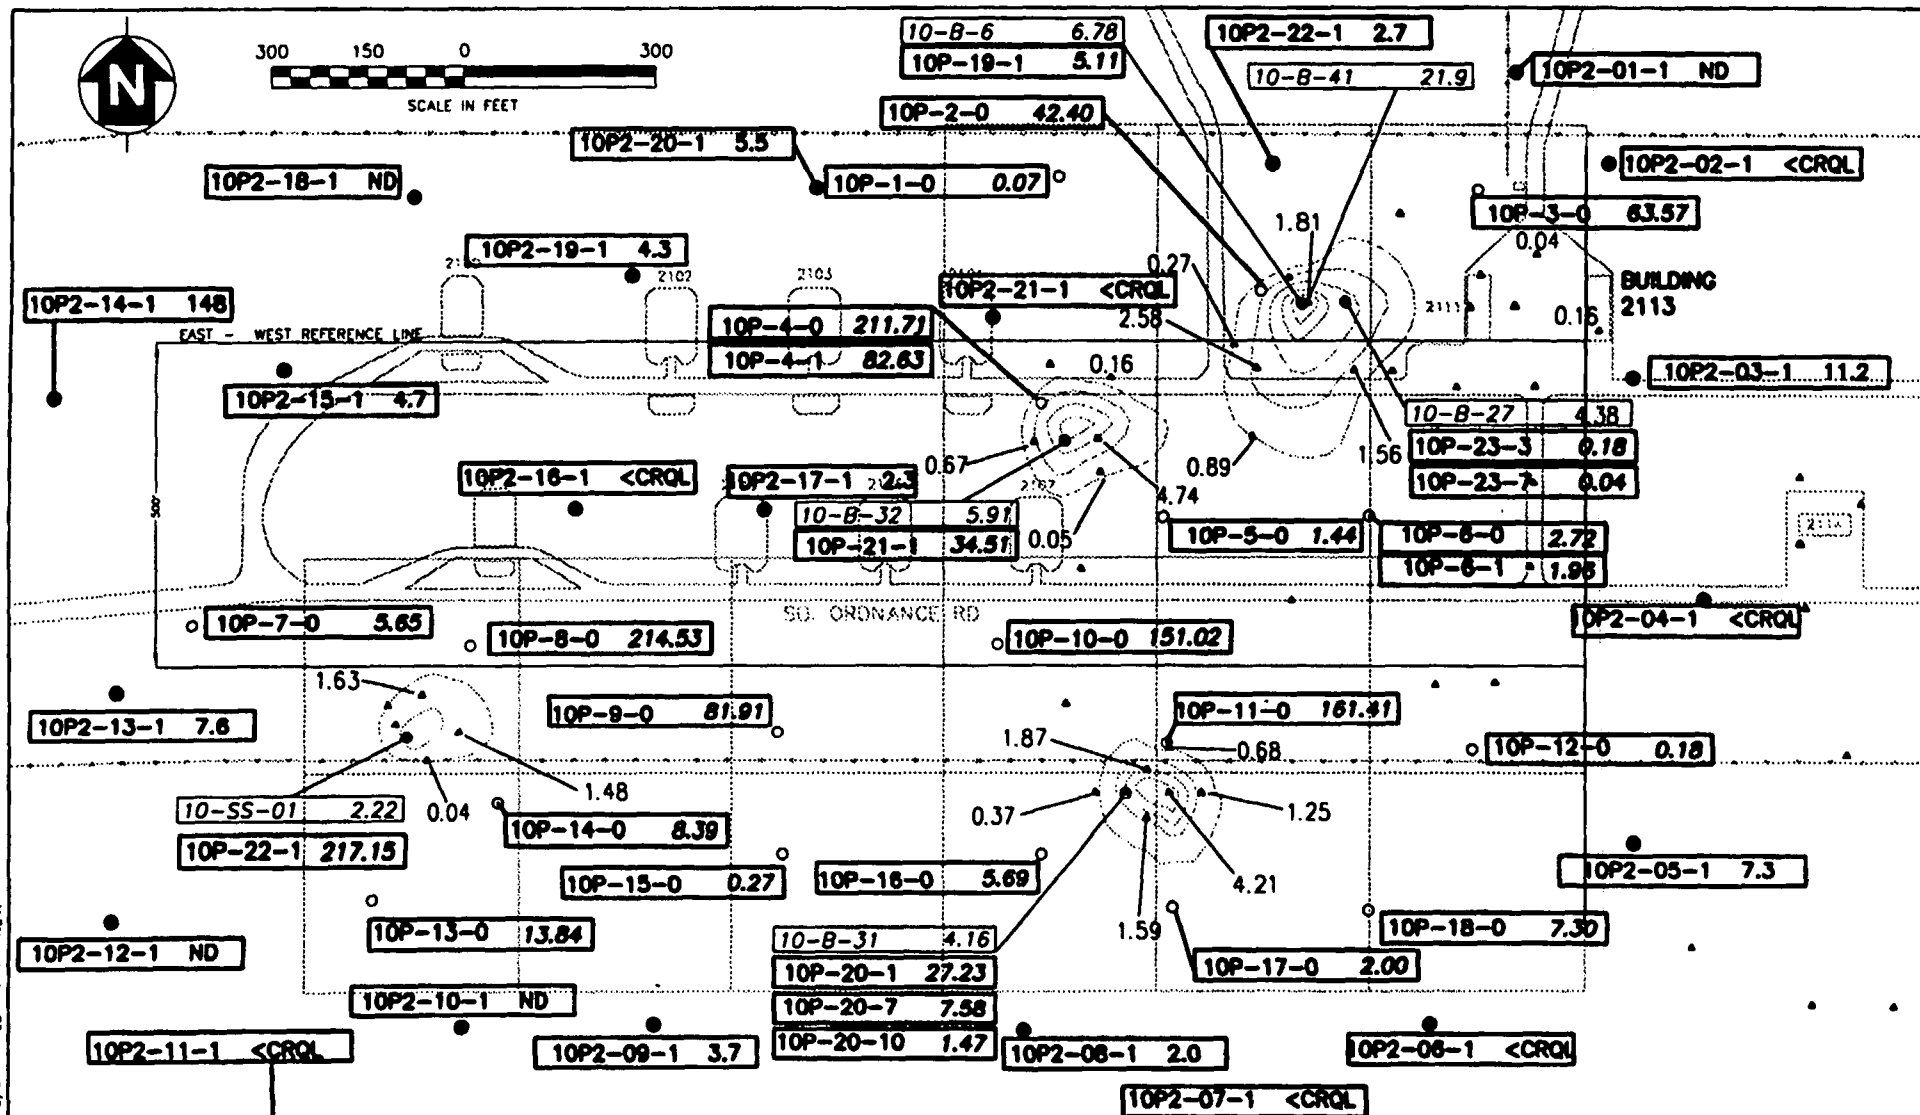 N
300 150 0 300
SCALE IN FEET
10-B-6 6.78
10P-19-1 5.11
10P2-22-1 2.7
10-B-41 21.9
10P2-01-1 ND
10P-2-0 42.40
10P2-20-1 5.5
10P2-18-1 ND
10P-1-0 0.07
10P2-02-1 <CRQL
10P-3-0 63.57
1.81
0.04
10P2-19-1 4.3
2102
2103
0.27
10P2-14-1 148
10P2-21-1 <CRQL
BUILDING
2113
10P-4-0 211.71
2.58
0.16
EAST - WEST REFERENCE LINE
10P-4-1 82.63
0.16
10P2-03-1 11.2
10P2-15-1 4.7
10-B-27 4.38
10P-23-3 0.18
10P-23-7 0.04
1.56
0.89
0.67
4.74
10P2-16-1 <CRQL
10P2-17-1 2.3
2107
500'
10-B-32 5.91
10P-21-1 34.51
0.05
10P-5-0 1.44
10P-6-0 2.72
10P-6-1 1.96
2114
SO. ORDNANCE RD
10P2-04-1 <CRQL
10P-7-0 5.65
10P-8-0 214.53
10P-10-0 151.02
1.63
10P2-13-1 7.6
10P-9-0 81.91
10P-11-0 161.41
1.87
0.68
10P-12-0 0.18
10-SS-01 2.22
10P-22-1 217.15
0.04
1.48
10P-14-0 8.39
0.37
1.25
10P-15-0 0.27
10P-16-0 5.69
4.21
10P2-05-1 7.3
10P-13-0 13.84
1.59
10P-18-0 7.30
10P2-12-1 ND
10-B-31 4.16
10P-20-1 27.23
10P-20-7 7.58
10P-20-10 1.47
10P-17-0 2.00
10P2-10-1 ND
10P2-11-1 <CRQL
10P2-09-1 3.7
10P2-08-1 2.0
10P2-06-1 <CRQL
10P2-07-1 <CRQL